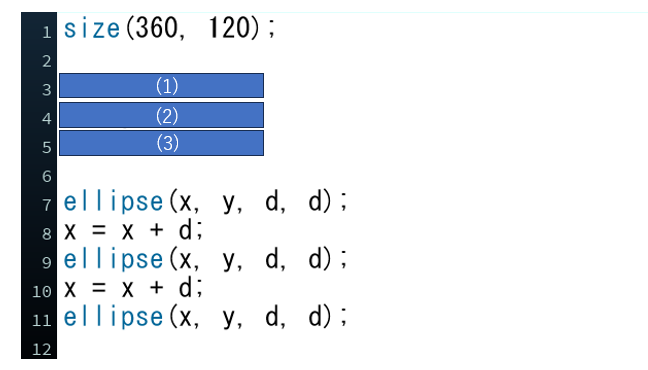 1 size(360, 120);
2
3 (1)
4 (2)
5 (3)
6
7 ellipse(x, y, d, d);
8 x = x + d;
9 ellipse(x, y, d, d);
10 x = x + d;
11 ellipse(x, y, d, d);
12